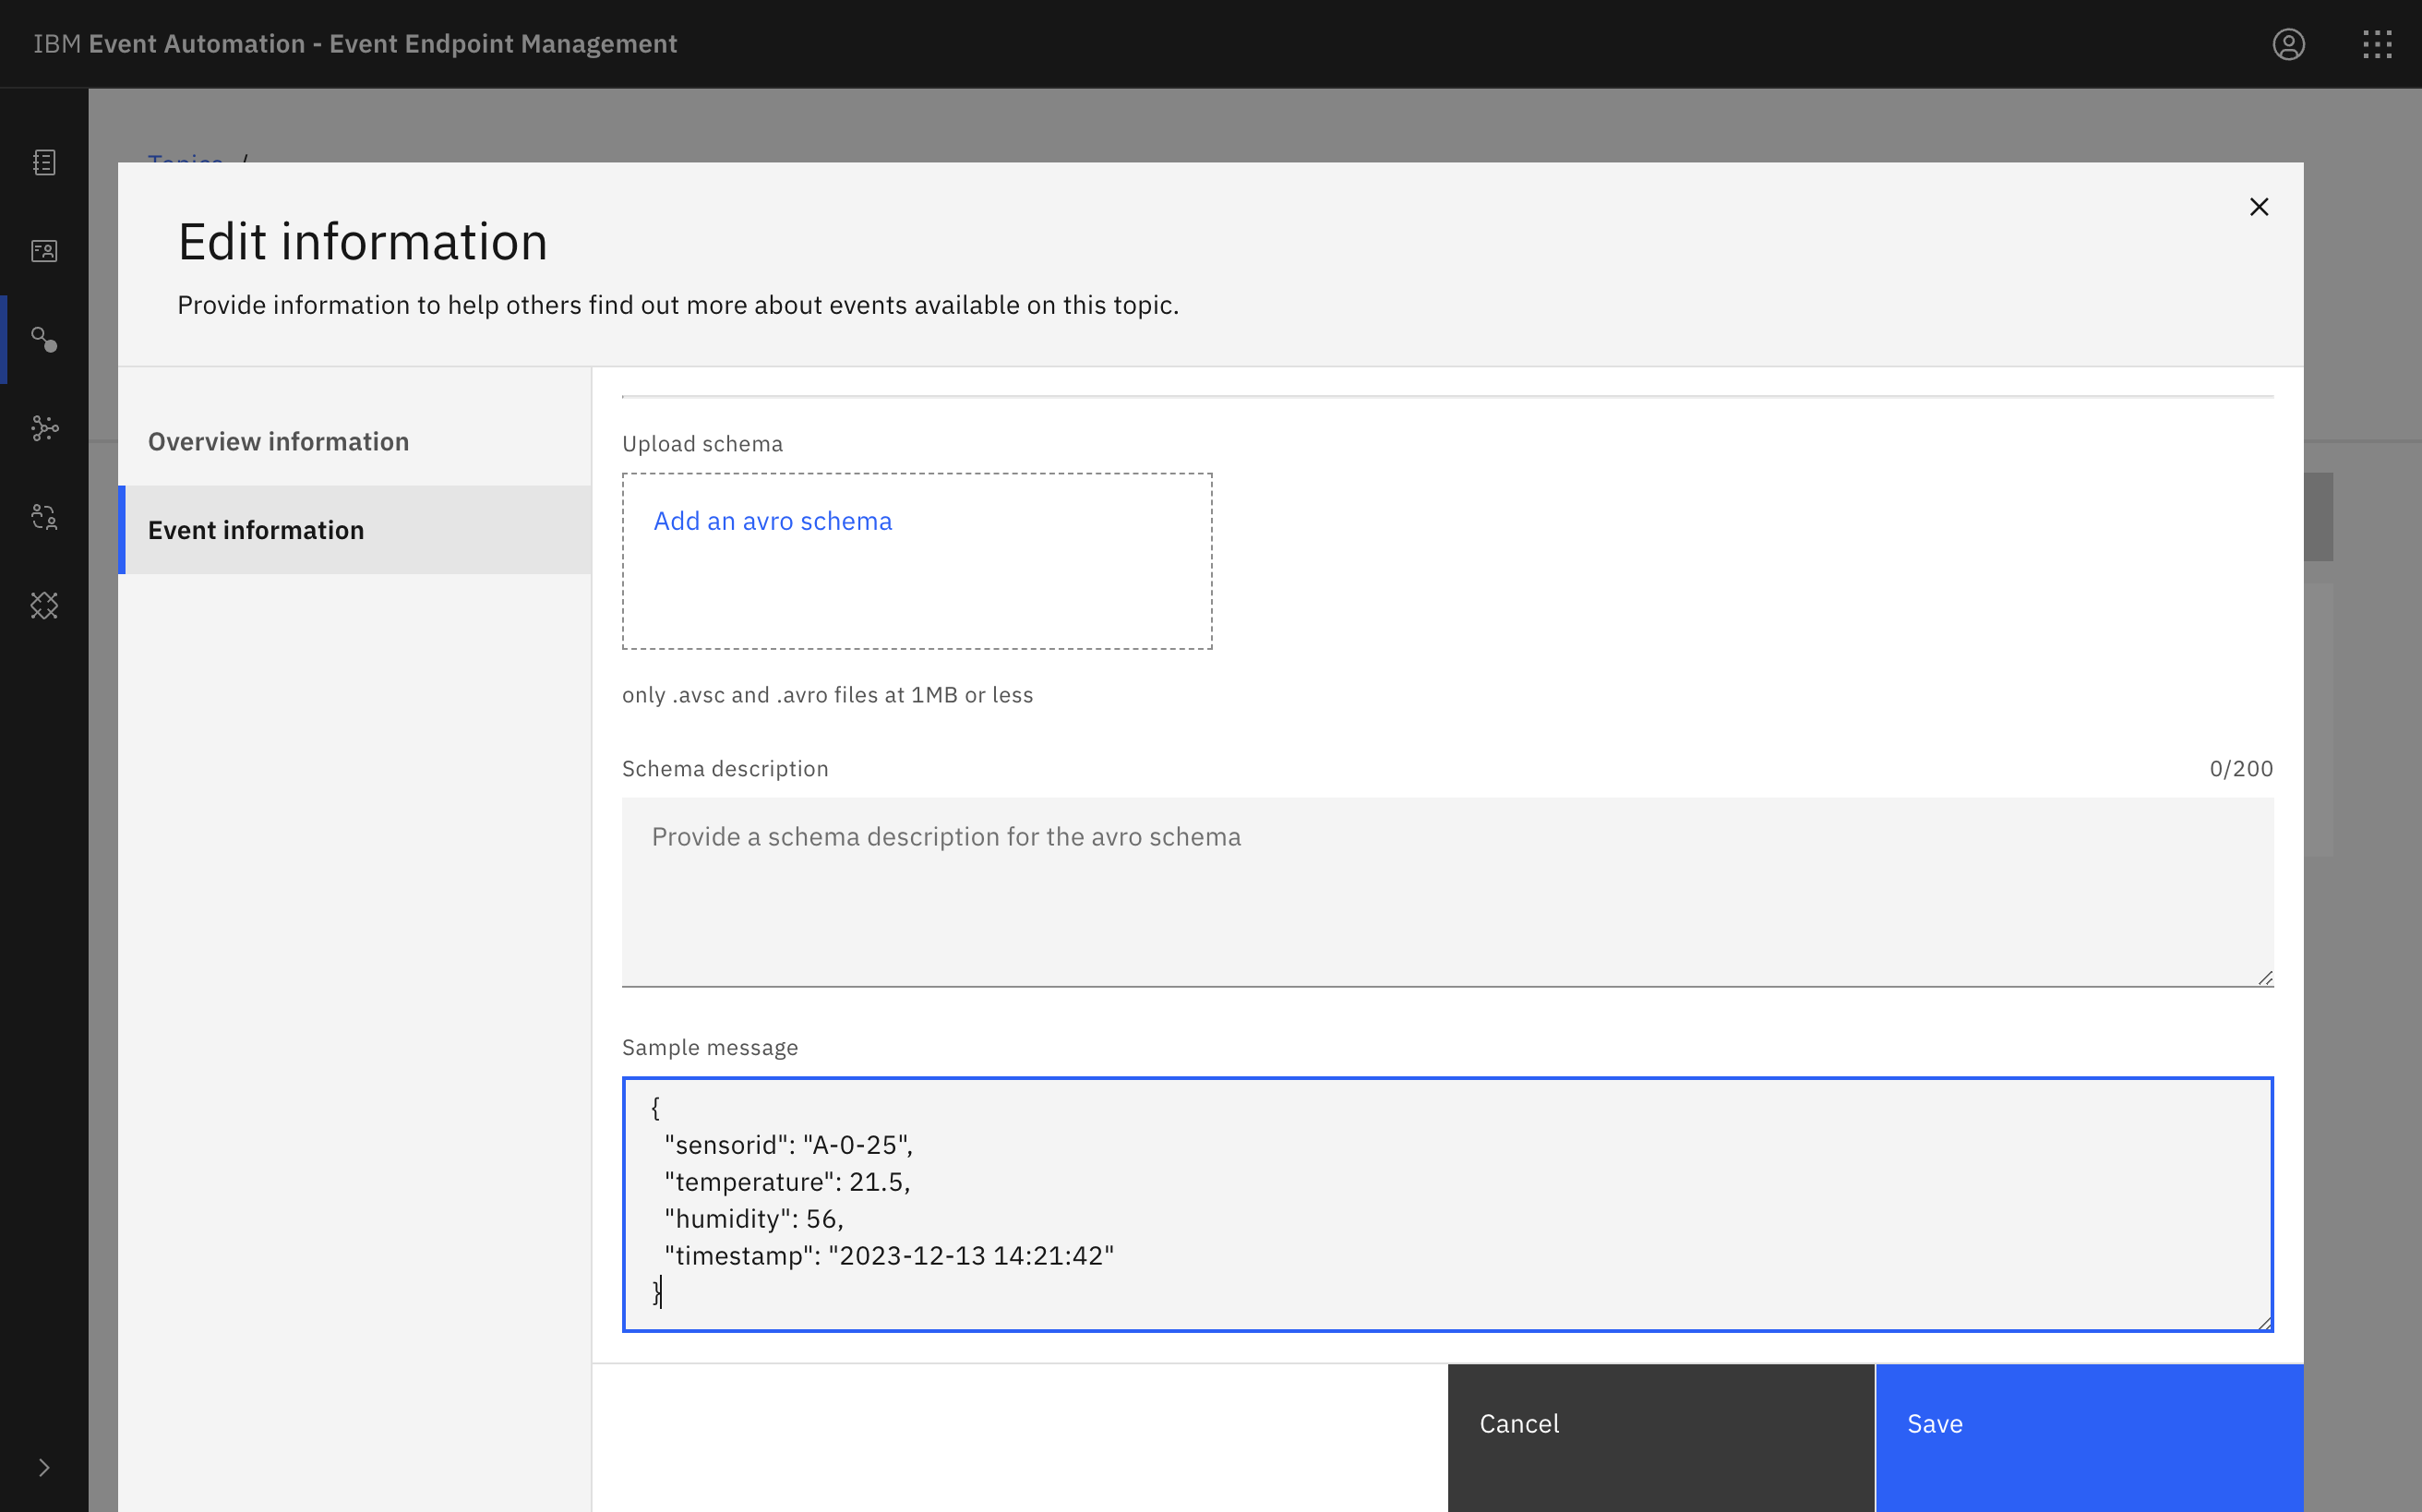 IBM Event Automation - Event Endpoint Management
Topics /
Edit information
Provide information to help others find out more about events available on this topic.
Overview information
Event information
Upload schema
Add an avro schema
only .avsc and .avro files at 1MB or less
Schema description
0/200
Provide a schema description for the avro schema
Sample message
{
"sensorid": "A-0-25",
"temperature": 21.5,
"humidity": 56,
"timestamp": "2023-12-13 14:21:42"
}
Cancel
Save